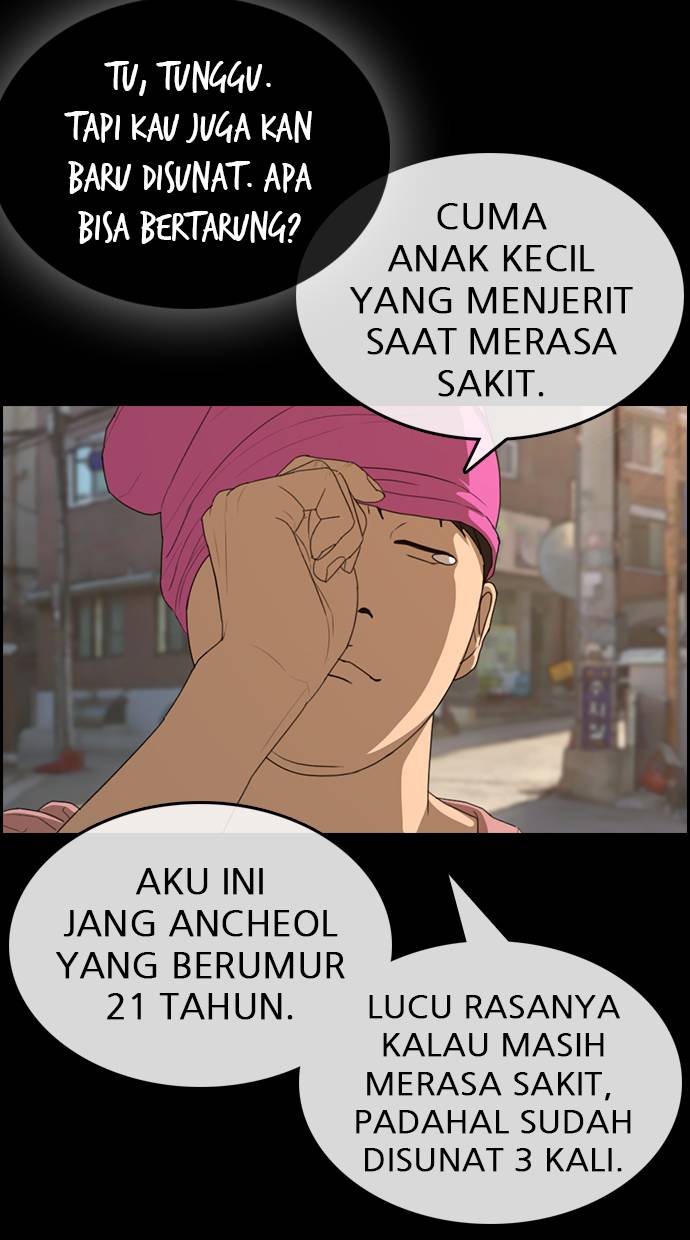 TU, TUNGGU.
TAPI KAU JUGA KAN
BARU DISUNAT. APA
BISA BERTARUNG?
CUMA
ANAK KECIL
YANG MENJERIT
SAAT MERASA
SAKIT.
AKU INI
JANG ANCHEOL
YANG BERUMUR
21 TAHUN.
LUCU RASANYA
KALAU MASIH
MERASA SAKIT,
PADAHAL SUDAH
DISUNAT 3 KALI.